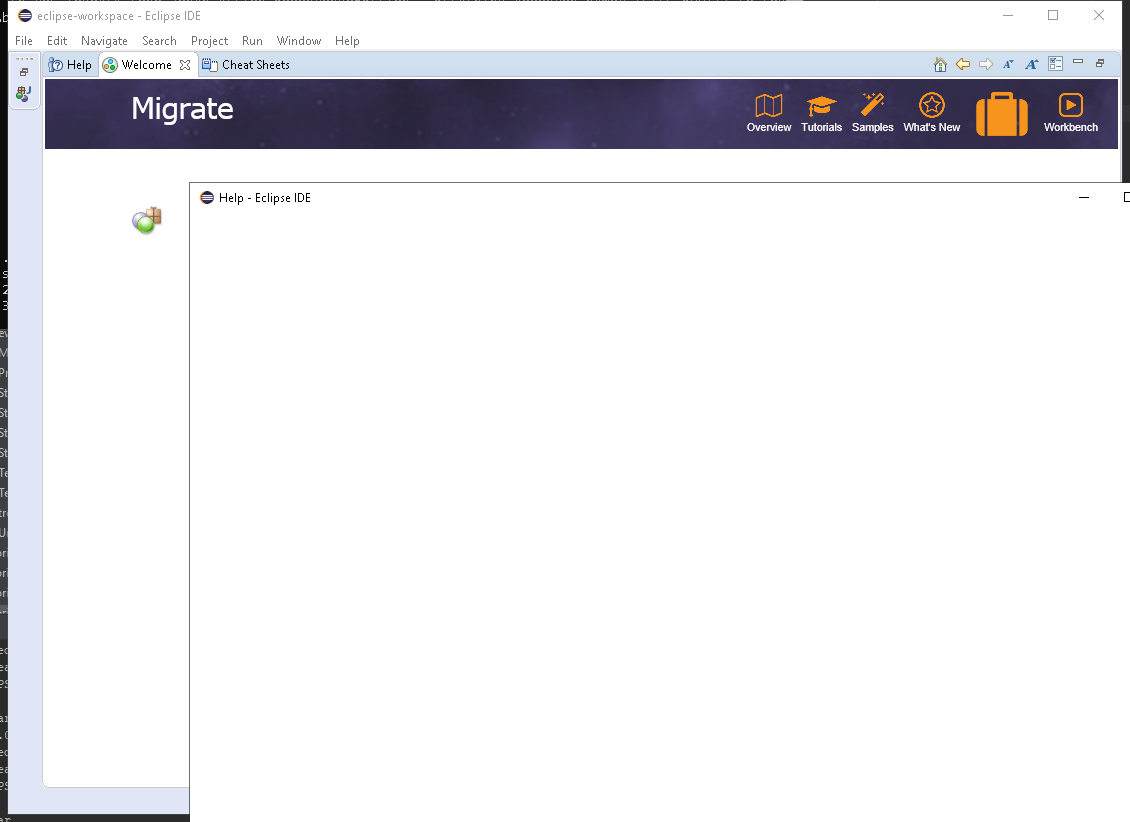 eclipse-workspace - Eclipse IDE
File Edit Navigate Search Project Run Window Help
Help Welcome Cheat Sheets
Migrate
Overview Tutorials Samples What's New Workbench
Help - Eclipse IDE